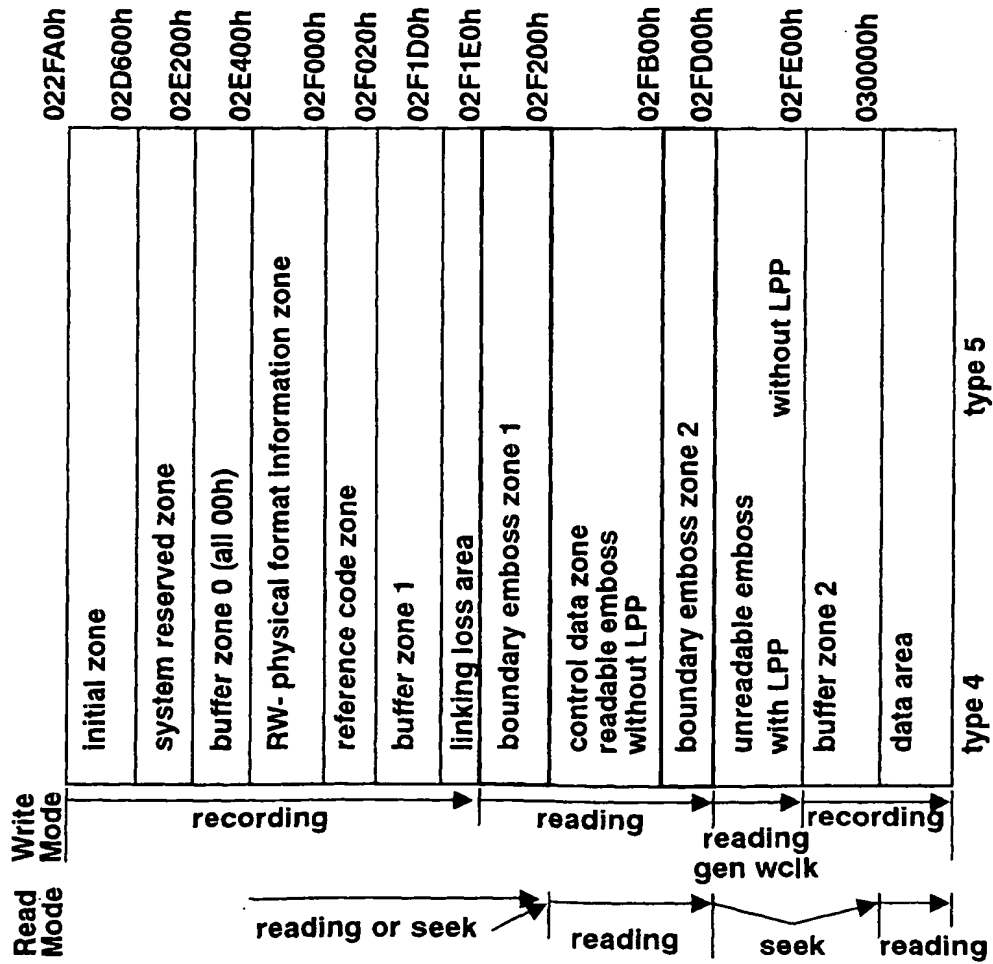 022FA0h
02D600h
02E200h
02E400h
02F000h
02F020h
02F1D0h
02F1E0h
02F200h
02FB00h
02FD00h
02FE00h
030000h
initial zone
system reserved zone
buffer zone 0 (all 00h)
RW- physical format Information zone
reference code zone
buffer zone 1
linking loss area
boundary emboss zone 1
control data zone
readable emboss
without LPP
boundary emboss zone 2
unreadable emboss
with LPP
without LPP
buffer zone 2
data area
type 4
type 5
Write
Mode
recording
reading
reading
gen wclk
recording
Read
Mode
reading or seek
reading
seek
reading